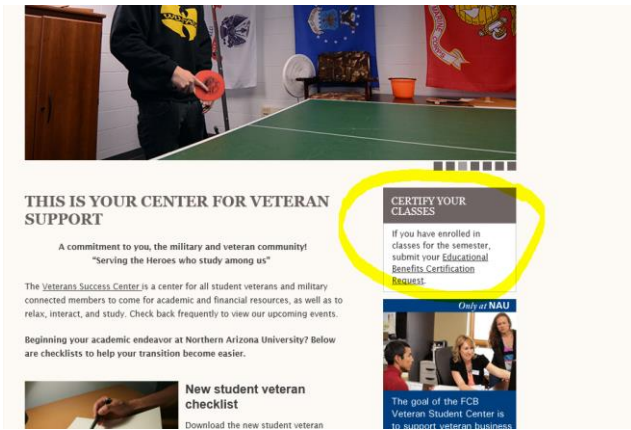 THIS IS YOUR CENTER FOR VETERAN
SUPPORT
A commitment to you, the military and veteran community!
"Serving the Heroes who study among us"
The Veterans Success Center is a center for all student veterans and military
connected members to come for academic and financial resources, as well as to
relax, interact, and study. Check back frequently to view our upcoming events.
Beginning your academic endeavor at Northern Arizona University? Below
are checklists to help your transition become easier.
New student veteran
checklist
Download the new student veteran
CERTIFY YOUR
CLASSES
If you have enrolled in
classes for the semester,
submit your Educational
Benefits Certification
Request.
Only at NAU
The goal of the FCB
Veteran Student Center is
to support veteran business